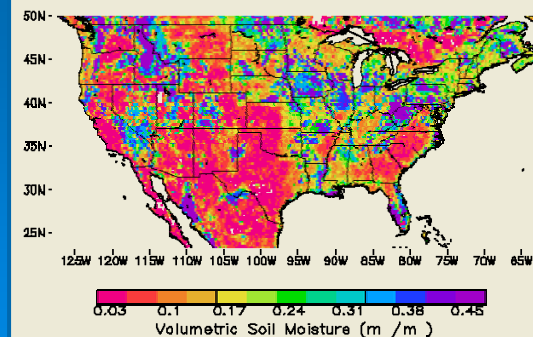 50N
45N
40N
35N
30N
25N
125W 120W 115W 110W 105W 100W 95W 90W 85W 80W 75W 70W 65W
0.03 0.1 0.17 0.24 0.31 0.38 0.45
Volumetric Soil Moisture (m /m )